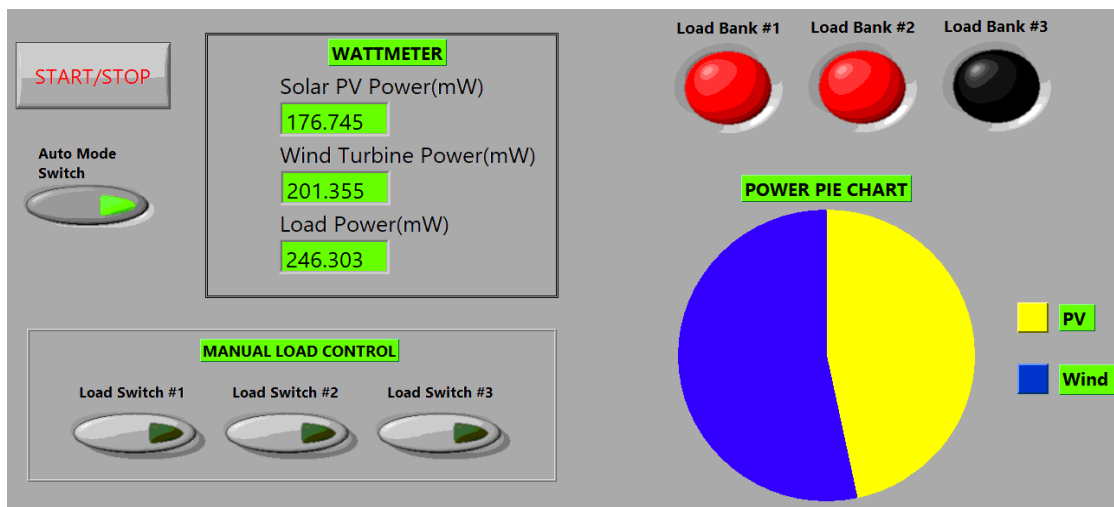 START/STOP
Auto Mode
Switch
WATTMETER
Solar PV Power(mW)
176.745
Wind Turbine Power(mW)
201.355
Load Power(mW)
246.303
Load Bank #1
Load Bank #2
Load Bank #3
POWER PIE CHART
PV
Wind
MANUAL LOAD CONTROL
Load Switch #1
Load Switch #2
Load Switch #3